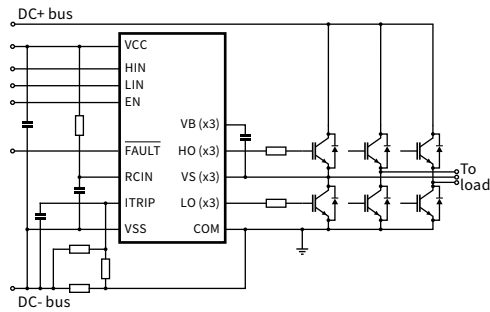 DC+ bus
VCC
HIN
LIN
EN
VB (x3)
FAULT
HO (x3)
RCIN
VS (x3)
ITRIP
LO (x3)
VSS
COM
To
load
DC- bus